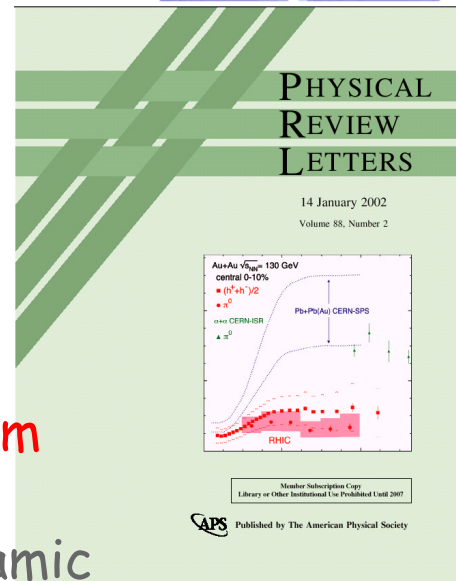 PHYSICAL
REVIEW
LETTERS
14 January 2002
Volume 88, Number 2
Au+Au √sNN= 130 GeV
central 0-10%
(h++h-)/2
π0
α+α CERN-ISR
π0
Pb+Pb(Au) CERN-SPS
RHIC
m
amic
Member Subscription Copy
Library or Other Institutional Use Prohibited Until 2007
APS Published by The American Physical Society